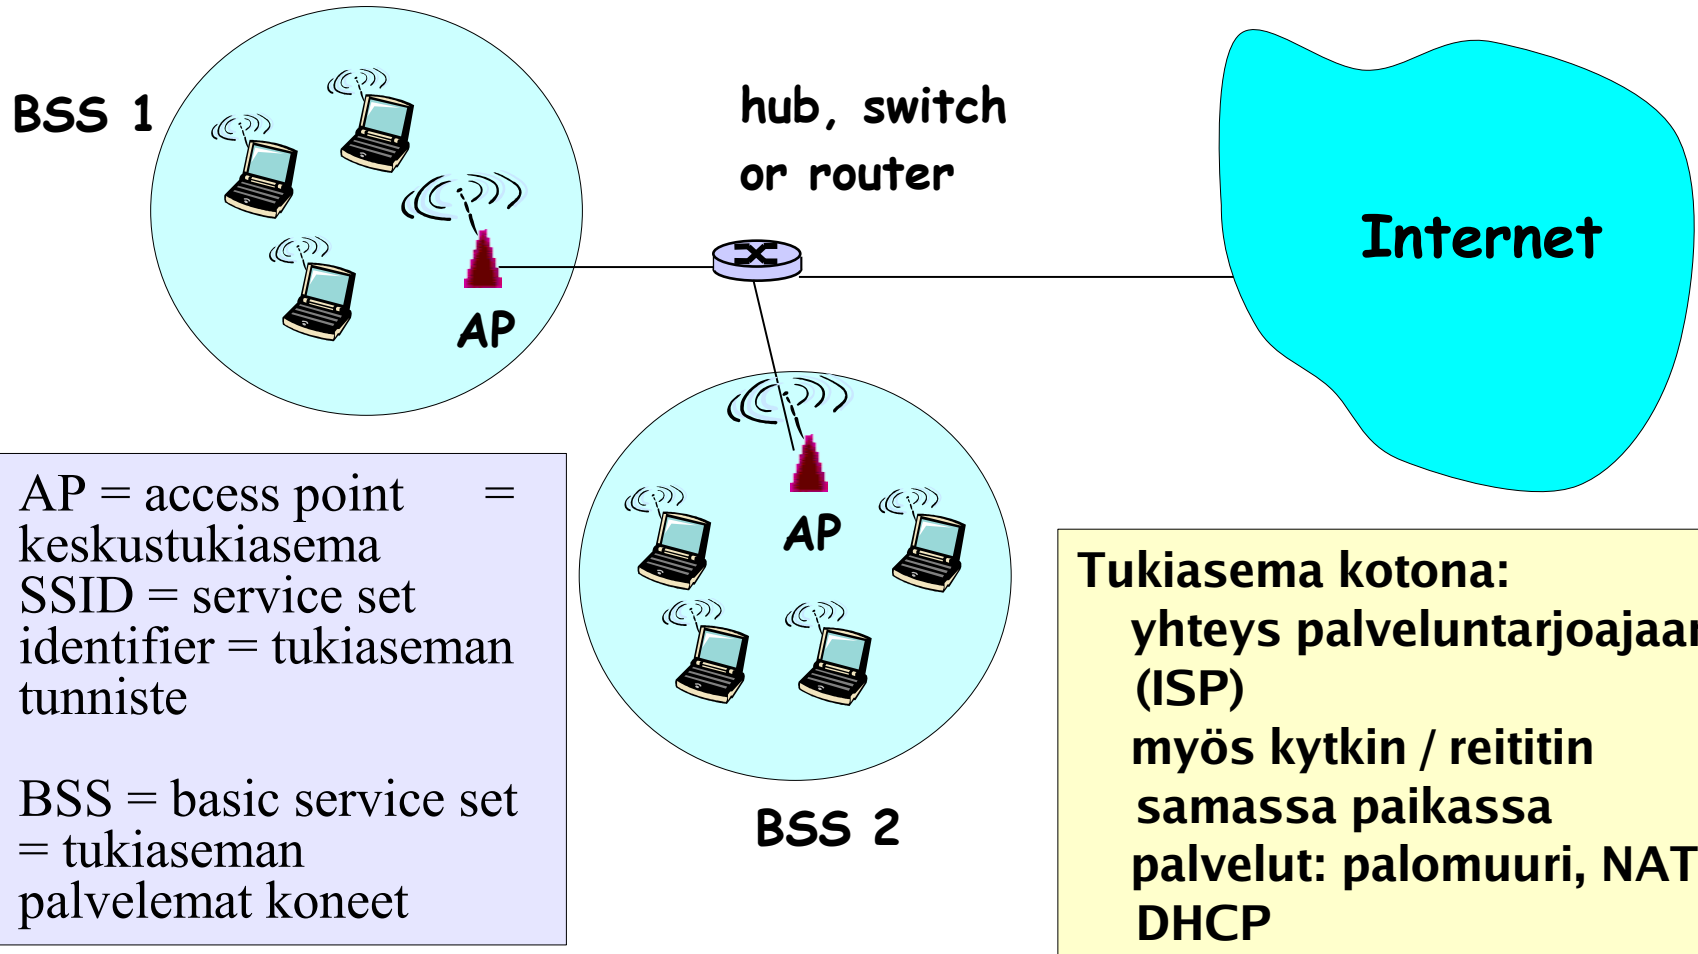 BSS 1
hub, switch
or router
Internet
AP
AP
BSS 2
AP = access point =
keskustukiasema
SSID = service set
identifier = tukiaseman
tunniste
BSS = basic service set
= tukiaseman
palvelemat koneet
Tukiasema kotona:
yhteys palveluntarjoajaan
(ISP)
myös kytkin / reititin
samassa paikassa
palvelut: palomuuri, NAT
DHCP